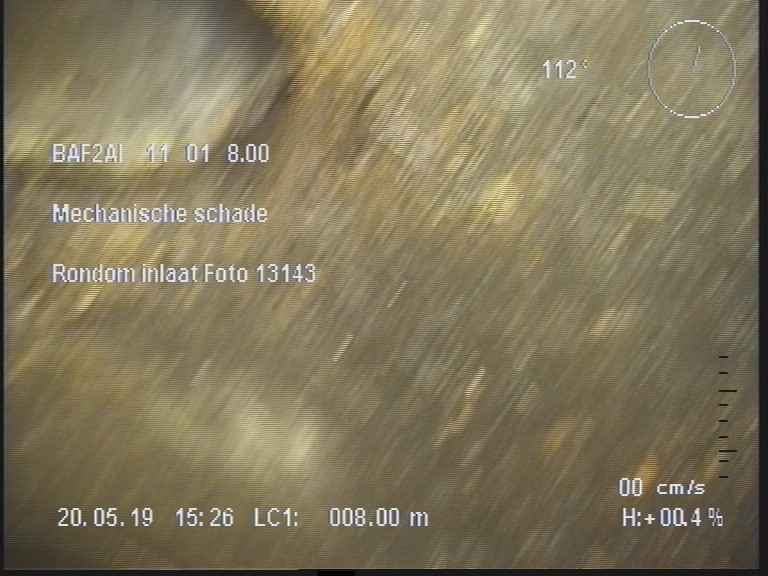 112°
BAF2AI 11 01 8.00
Mechanische schade
Rondom inlaat Foto 13143
00 cm/s
20.05.19 15:26 LC1: 008.00 m H:+00.4 %